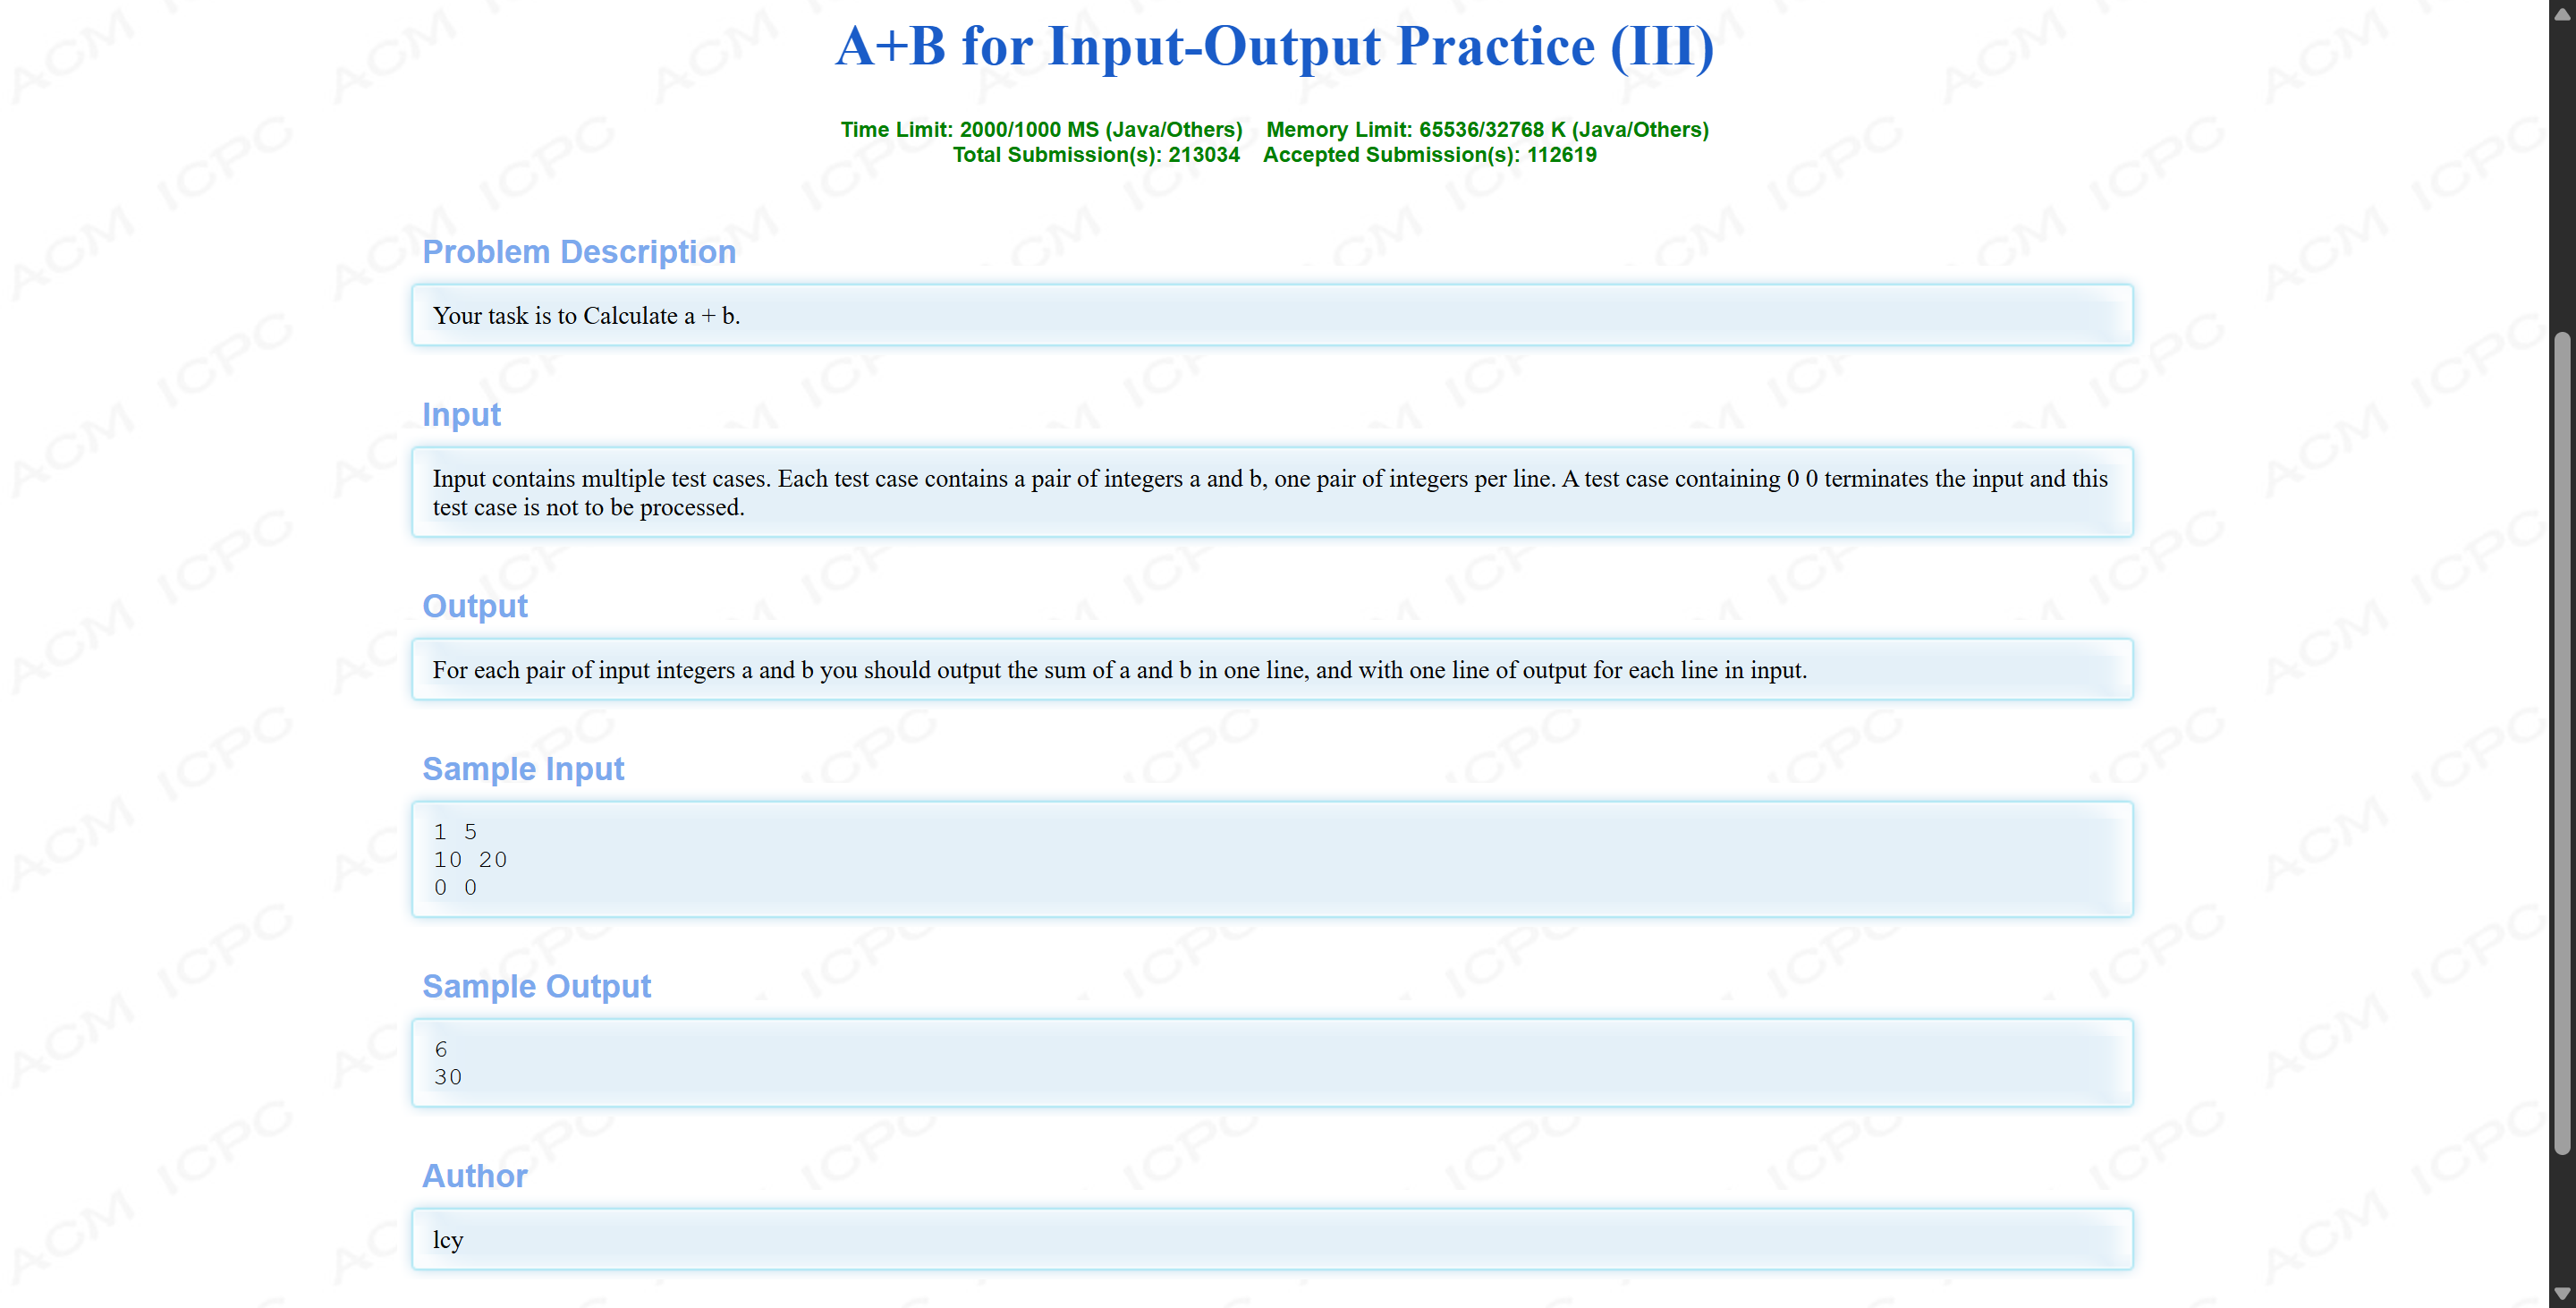 A+B for Input-Output Practice (III)
Time Limit: 2000/1000 MS (Java/Others)    Memory Limit: 65536/32768 K (Java/Others)
Total Submission(s): 213034    Accepted Submission(s): 112619
Problem Description
Your task is to Calculate a + b.
Input
Input contains multiple test cases. Each test case contains a pair of integers a and b, one pair of integers per line. A test case containing 0 0 terminates the input and this
test case is not to be processed.
Output
For each pair of input integers a and b you should output the sum of a and b in one line, and with one line of output for each line in input.
Sample Input
1 5
10 20
0 0
Sample Output
6
30
Author
lcy